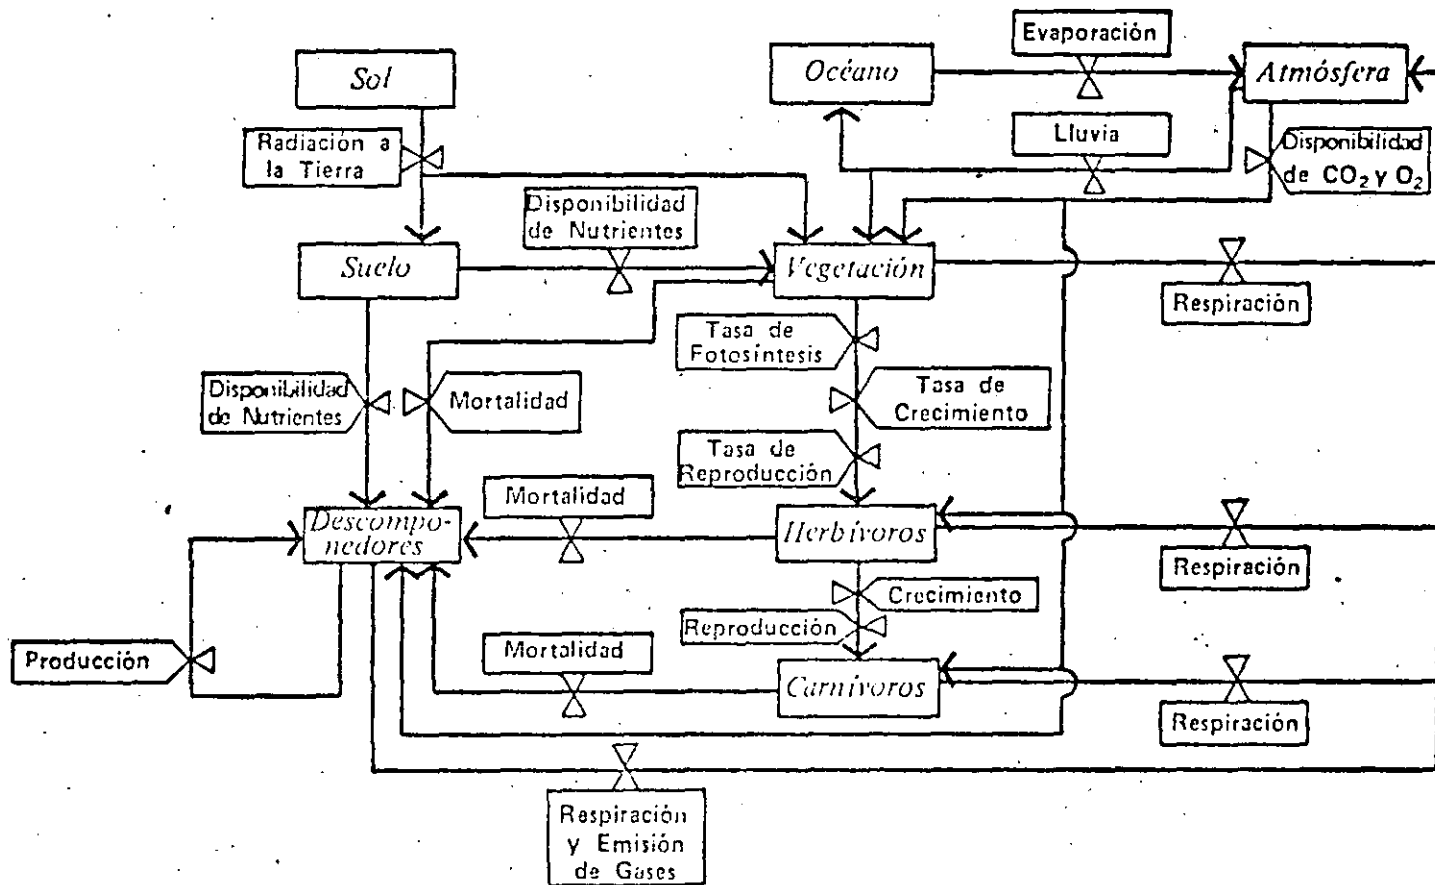 Evaporación
Sol
Océano
Atmósfera
Radiación a
la Tierra
Lluvia
Disponibilidad
de CO₂ y O₂
Disponibilidad
de Nutrientes
Suelo
Vegetación
Respiración
Tasa de
Fotosíntesis
Disponibilidad
de Nutrientes
Mortalidad
Tasa de
Crecimiento
Tasa de
Reproducción
Mortalidad
Descompo-
nedores
Herbívoros
Respiración
Crecimiento
Reproducción
Producción
Mortalidad
Carnívoros
Respiración
Respiración
y Emisión
de Gases